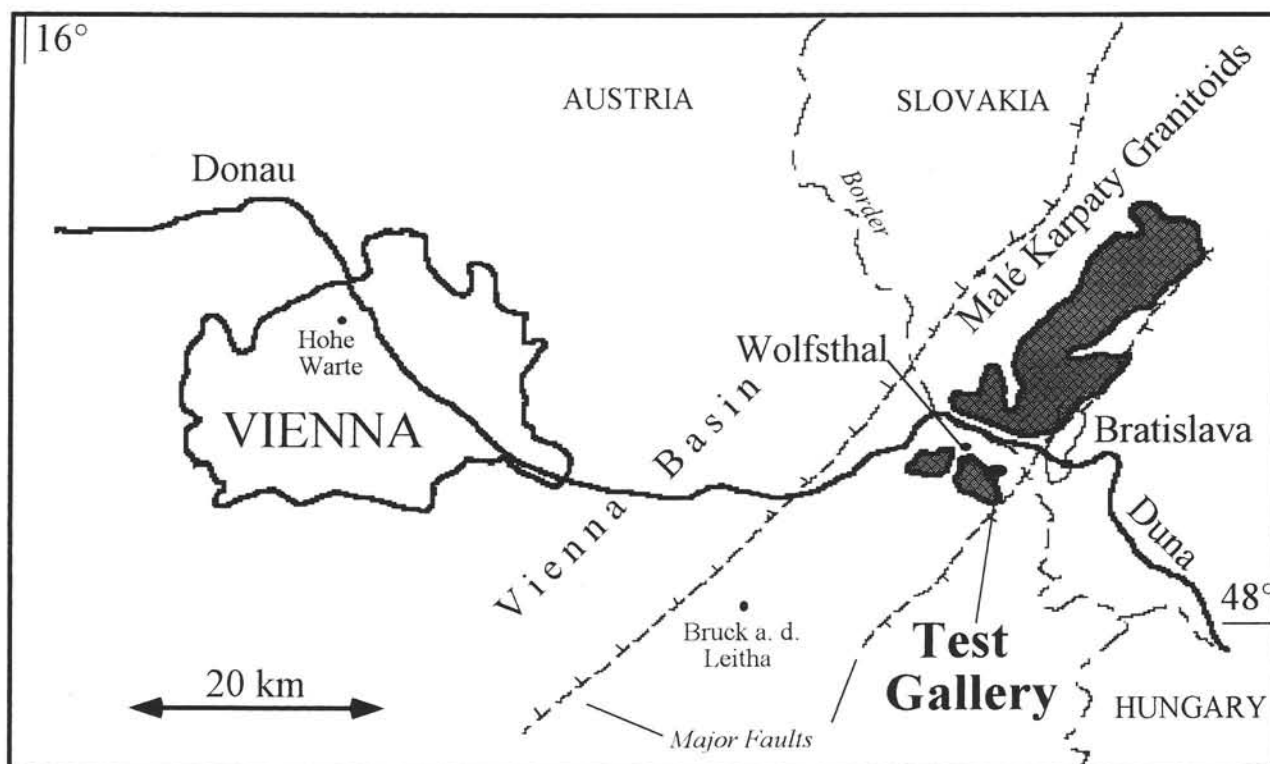 16°
AUSTRIA
SLOVAKIA
Malé Karpaty Granitoids
Donau
Border
Hohe
Warte
Wolfsthal
VIENNA
Bratislava
Vienna Basin
Duna
48°
Bruck a. d.
Leitha
Test
Gallery
20 km
HUNGARY
Major Faults